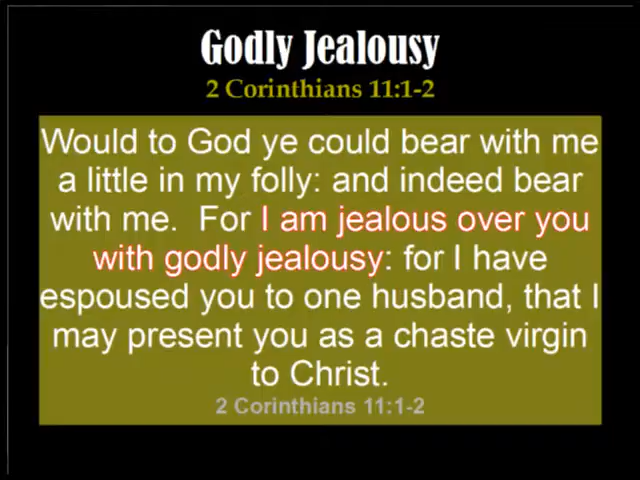 Godly Jealousy
2 Corinthians 11:1-2
Would to God ye could bear with me
a little in my folly: and indeed bear
with me.  For I am jealous over you
with godly jealousy: for I have
espoused you to one husband, that I
may present you as a chaste virgin
to Christ.
2 Corinthians 11:1-2